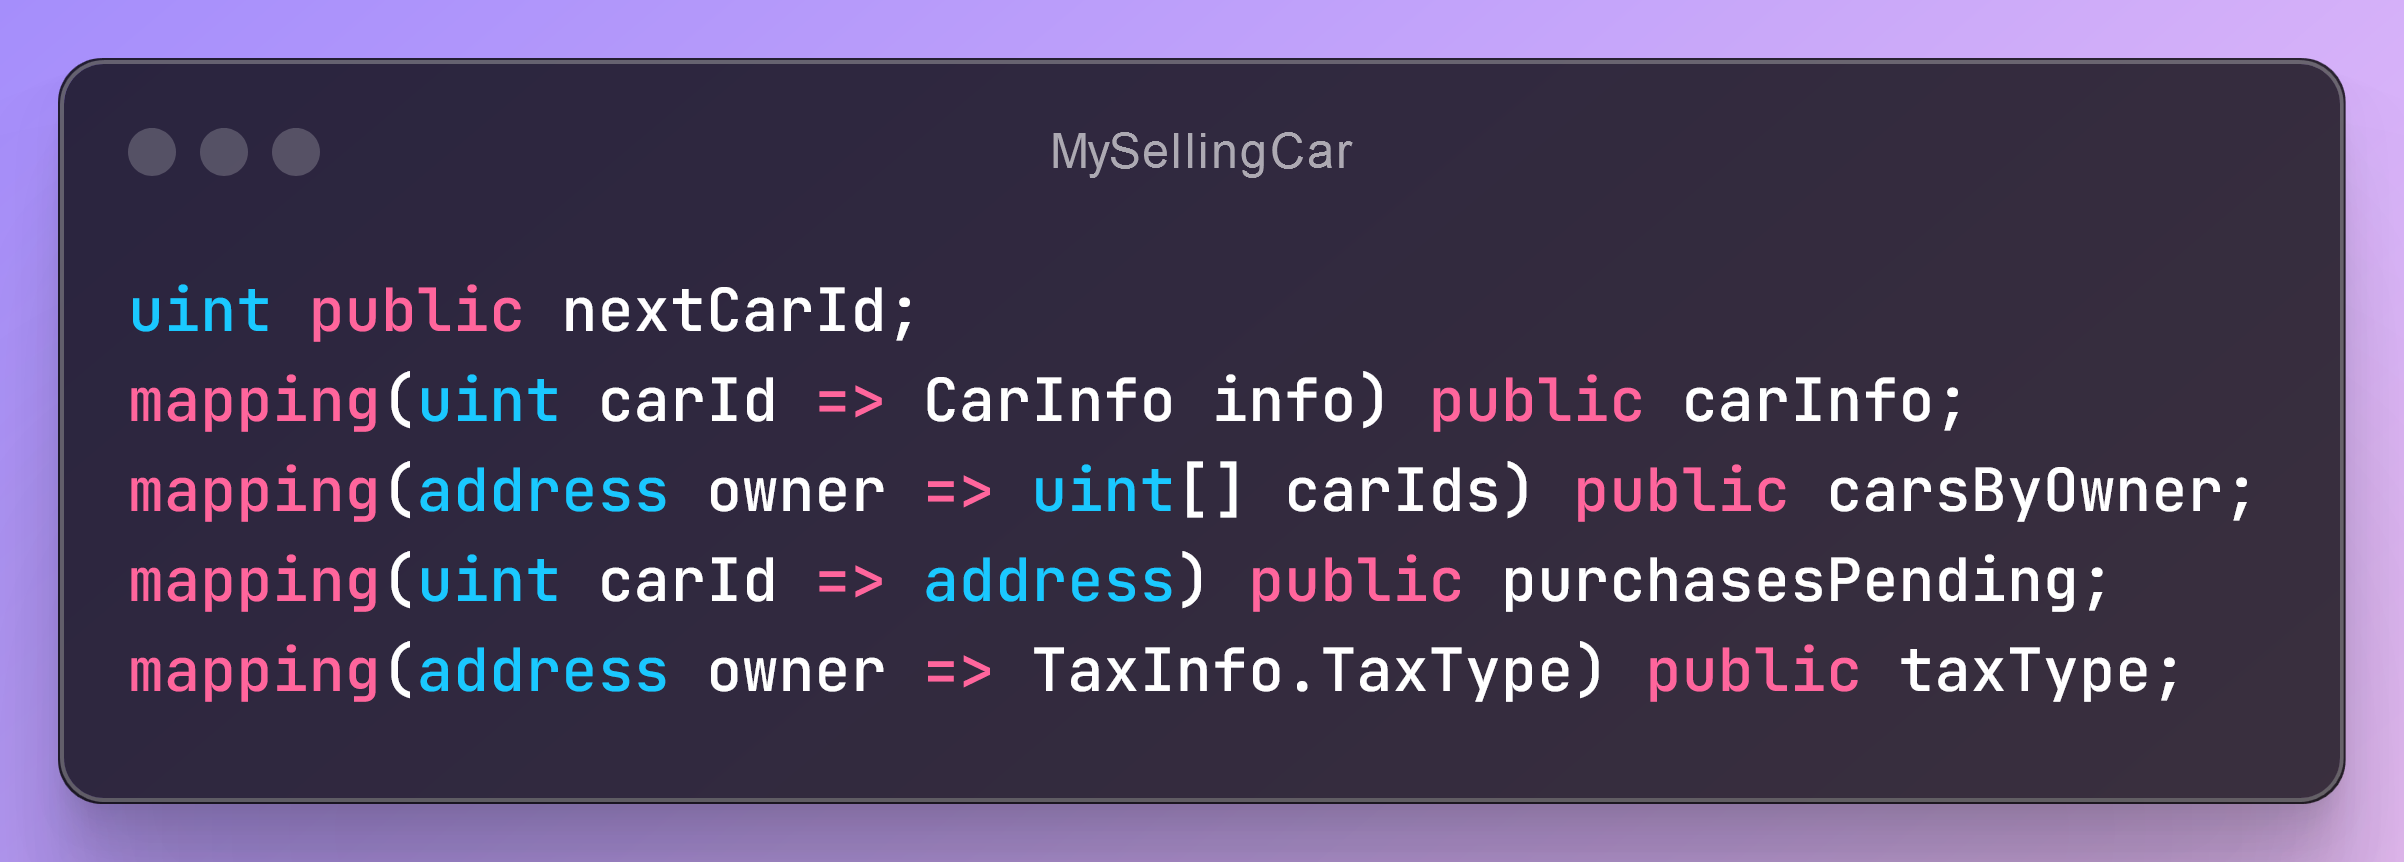 MySellingCar
uint public nextCarId;
mapping(uint carId => CarInfo info) public carInfo;
mapping(address owner => uint[] carIds) public carsByOwner;
mapping(uint carId => address) public purchasesPending;
mapping(address owner => TaxInfo.TaxType) public taxType;